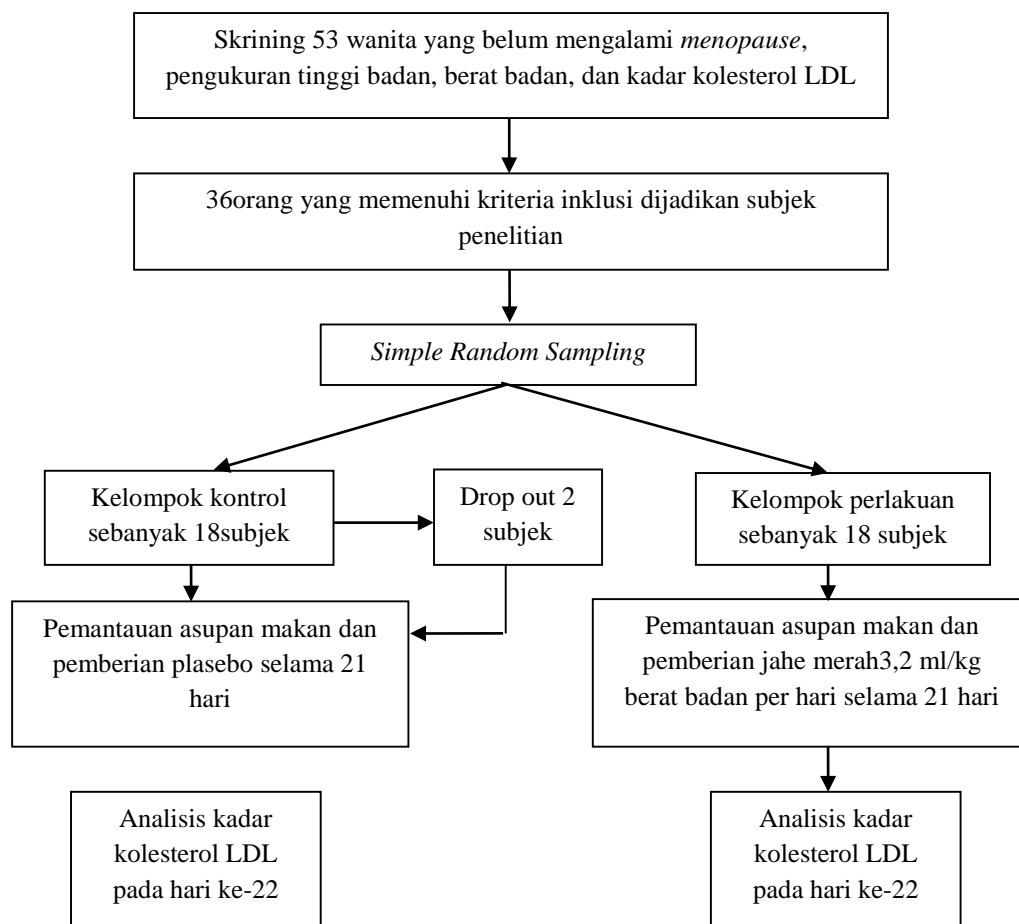 Skrining 53 wanita yang belum mengalami menopause,
pengukuran tinggi badan, berat badan, dan kadar kolesterol LDL
36orang yang memenuhi kriteria inklusi dijadikan subjek
penelitian
Simple Random Sampling
Kelompok kontrol
sebanyak 18subjek
Drop out 2
subjek
Kelompok perlakuan
sebanyak 18 subjek
Pemantauan asupan makan dan
pemberian plasebo selama 21
hari
Pemantauan asupan makan dan
pemberian jahe merah3,2 ml/kg
berat badan per hari selama 21 hari
Analisis kadar
kolesterol LDL
pada hari ke-22
Analisis kadar
kolesterol LDL
pada hari ke-22